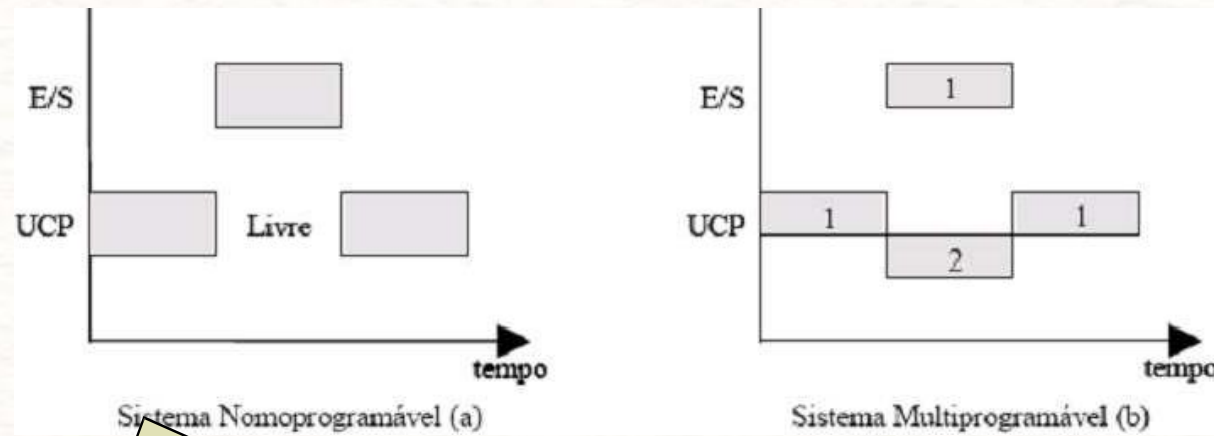 E/S
UCP
Livre
tempo
Sistema Nomoprogramável (a)
E/S
1
UCP
1
1
2
tempo
Sistema Multiprogramável (b)